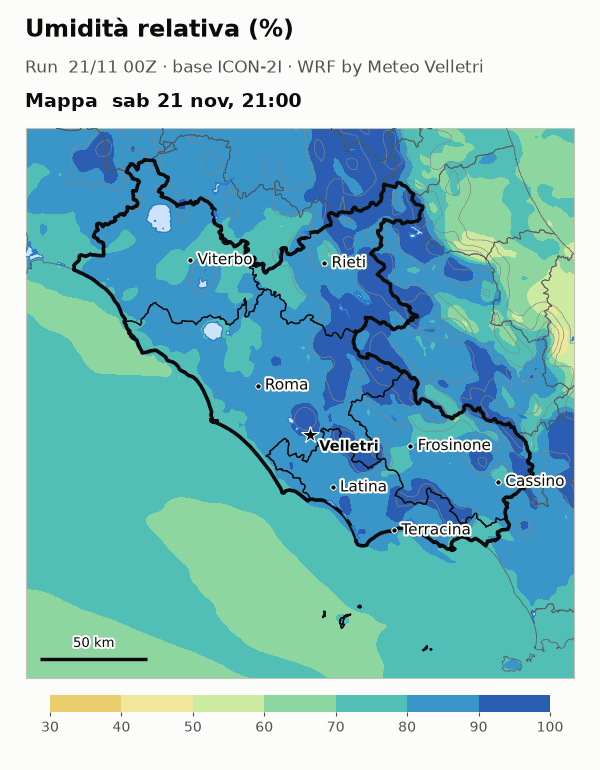 Umidità relativa (%)
Run  21/11 00Z · base ICON-2I · WRF by Meteo Velletri
Mappa  sab 21 nov, 21:00
Viterbo
Rieti
Roma
Velletri
Frosinone
Cassino
Latina
Terracina
50 km
30 40 50 60 70 80 90 100